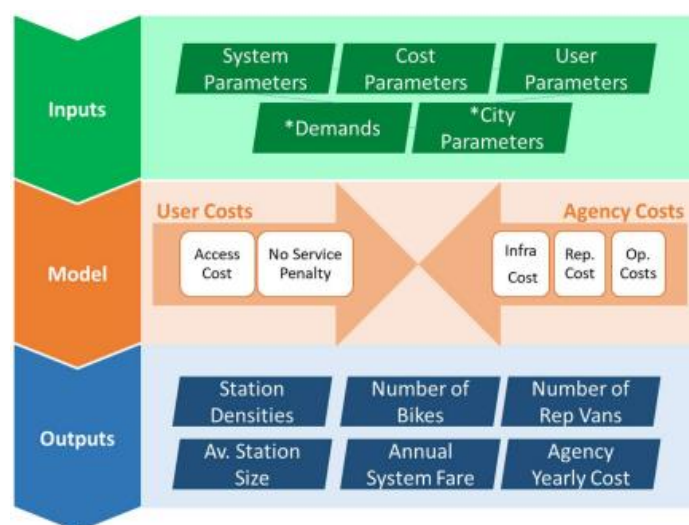 Inputs
System
Parameters
Cost
Parameters
User
Parameters
*Demands
*City
Parameters
Model
User Costs
Agency Costs
Access
Cost
No Service
Penalty
Infra
Cost
Rep.
Cost
Op.
Costs
Outputs
Station
Densities
Number of
Bikes
Number of
Rep Vans
Av. Station
Size
Annual
System Fare
Agency
Yearly Cost